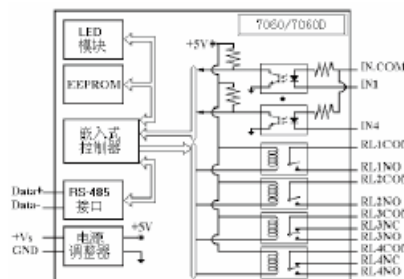 7060/7060D
LED
模块
EEPROM
嵌入式
控制器
RS-485
接口
电源
调整器
Data+
Data-
+Vs
GND
+5V
+5V
IN.COM
IN1
IN4
RL1COM
RL1NO
RL2COM
RL2NO
RL3COM
RL3NC
RL3NO
RL4COM
RL4NC
RL4NO